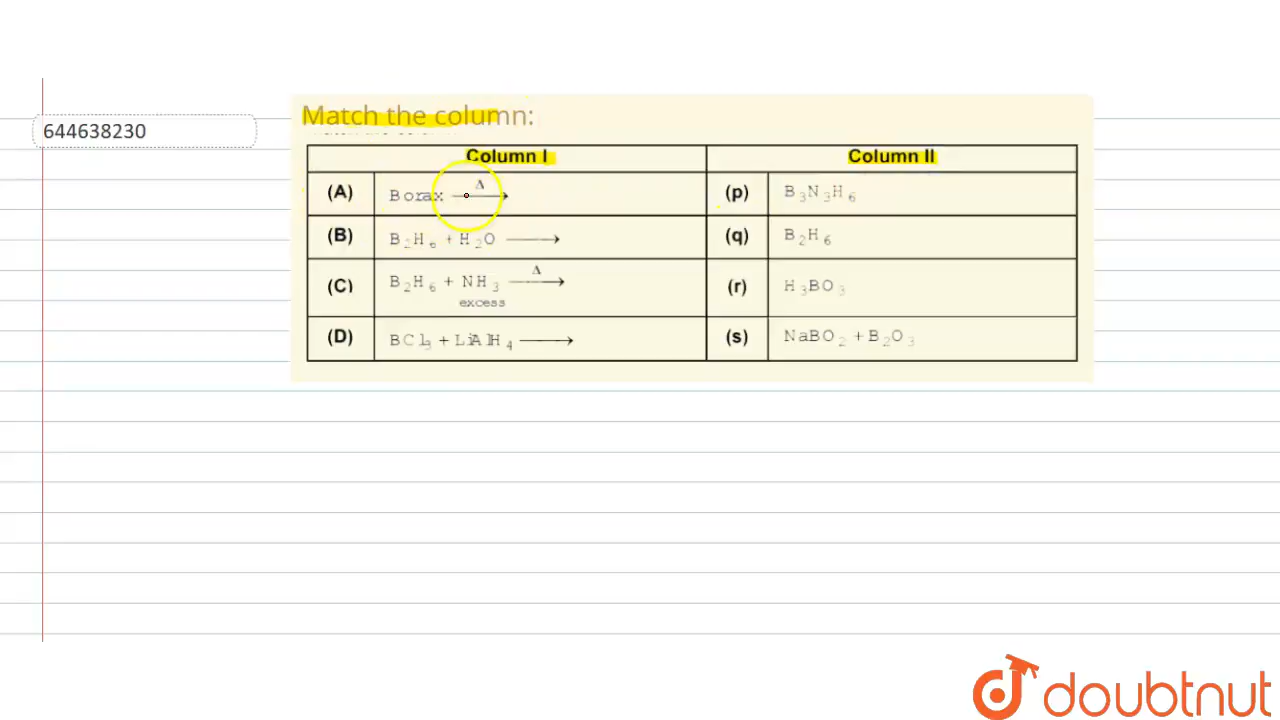 Match the column:
644638230
Column I Column II
(A) Borax —Δ→ (p) B₃N₃H₆
(B) B₂H₆ + H₂O ⟶ (q) B₂H₆
(C) B₂H₆ + NH₃ —Δ→ (r) H₃BO₃
excess
(D) BCl₃ + LiAlH₄ ⟶ (s) NaBO₂ + B₂O₃
doubtnut